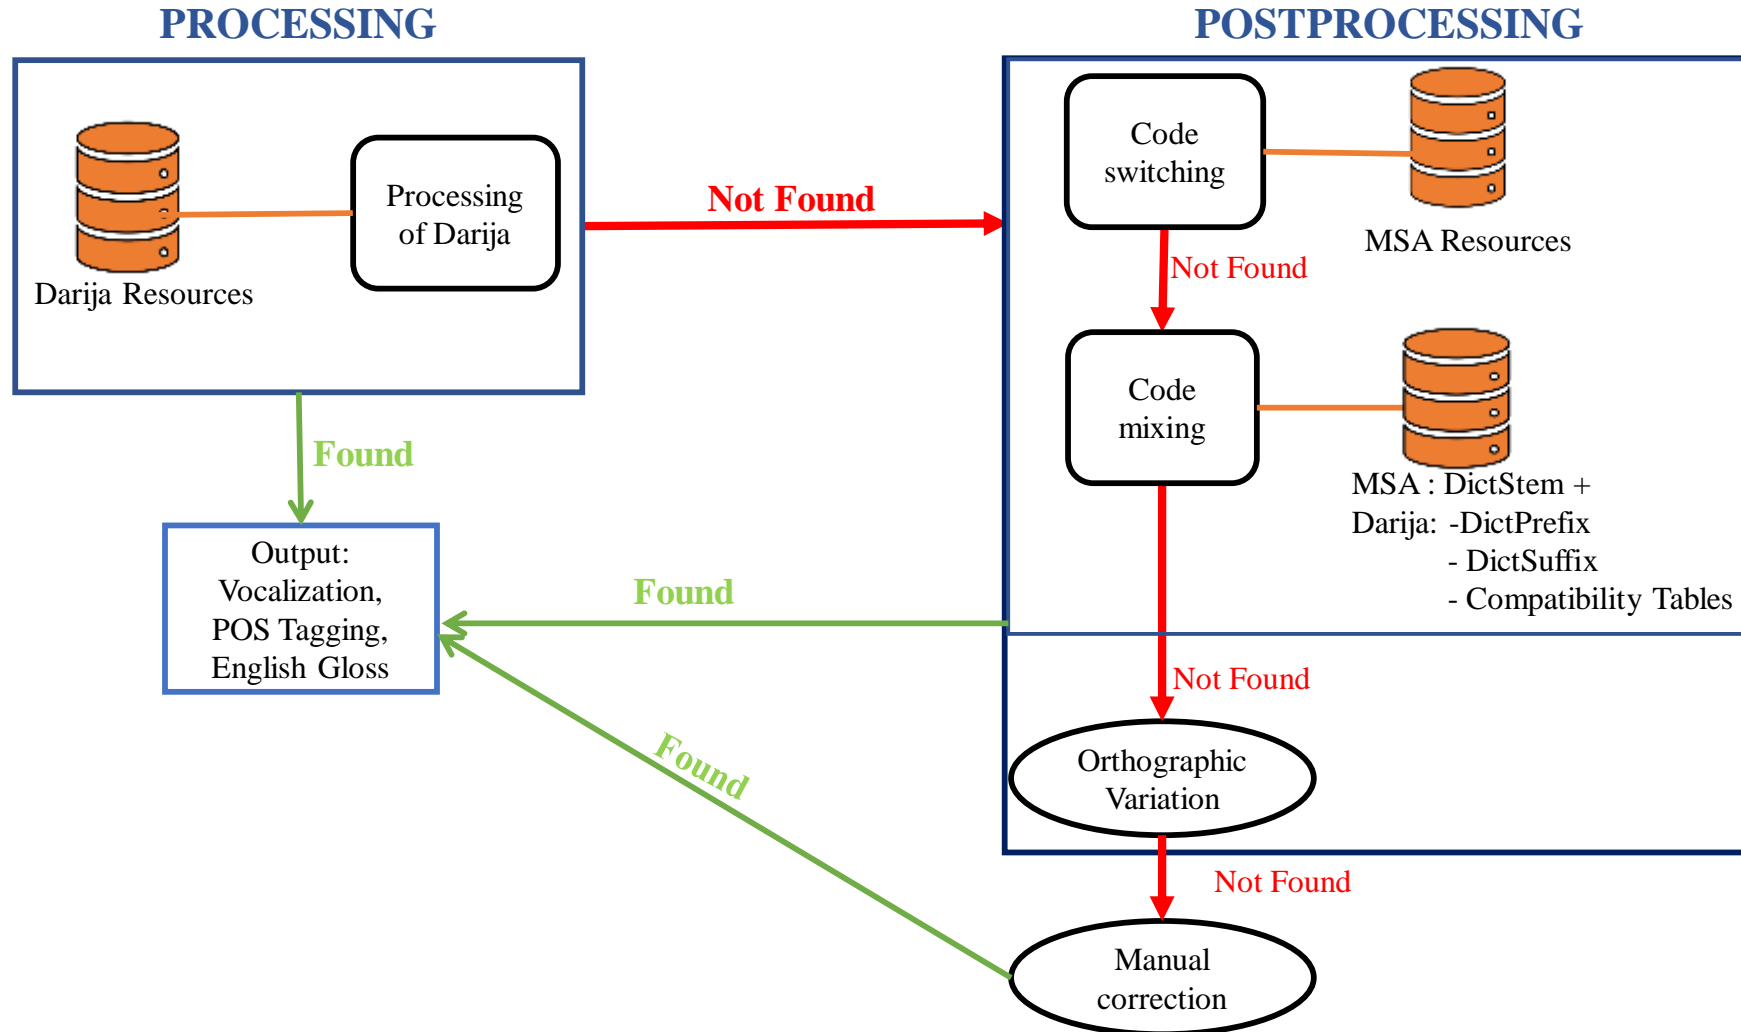 PROCESSING
Darija Resources
Processing
of Darija
Not Found
Found
Output:
Vocalization,
POS Tagging,
English Gloss
POSTPROCESSING
Code
switching
MSA Resources
Not Found
Code
mixing
MSA : DictStem +
Darija: -DictPrefix
- DictSuffix
- Compatibility Tables
Found
Not Found
Orthographic
Variation
Found
Not Found
Manual
correction